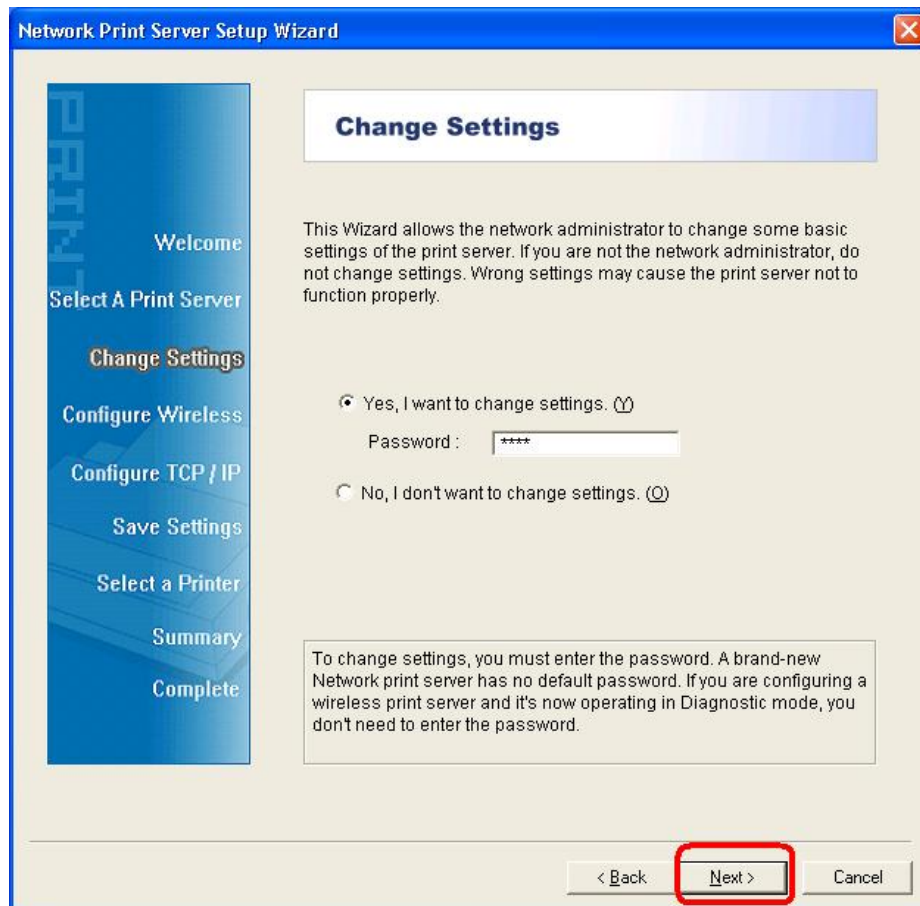 Network Print Server Setup Wizard
PRINT
Welcome
Select A Print Server
Change Settings
Configure Wireless
Configure TCP / IP
Save Settings
Select a Printer
Summary
Complete
Change Settings
This Wizard allows the network administrator to change some basic
settings of the print server. If you are not the network administrator, do
not change settings. Wrong settings may cause the print server not to
function properly.
Yes, I want to change settings. (Y)
Password : ****
No, I don't want to change settings. (O)
To change settings, you must enter the password. A brand-new
Network print server has no default password. If you are configuring a
wireless print server and it's now operating in Diagnostic mode, you
don't need to enter the password.
< Back Next > Cancel